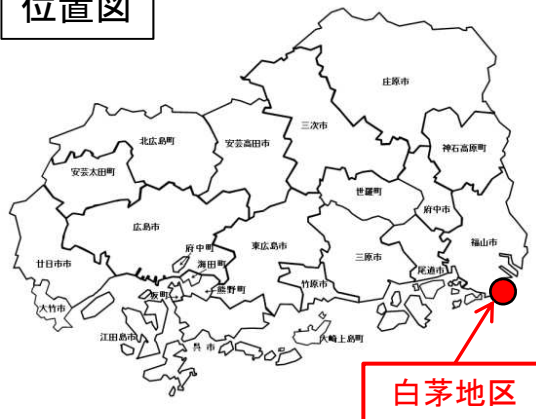 位置図
庄原市
三次市
北広島町
安芸高田市
神石高原町
安芸太田町
世羅町
府中市
広島市
府中町
東広島市
三原市
福山市
海田町
尾道市
廿日市市
竹原市
坂町
熊野町
大竹市
江田島市
呉市
大崎上島町
白茅地区